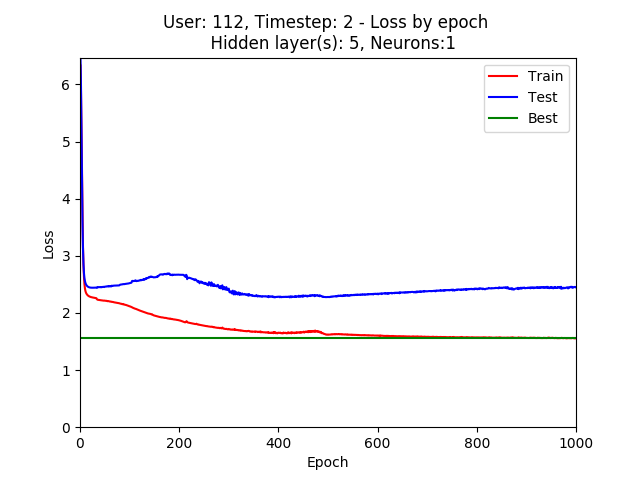 User: 112, Timestep: 2 - Loss by epoch
Hidden layer(s): 5, Neurons:1
Train
Test
Best
6
5
4
3
2
1
0
Loss
0 200 400 600 800 1000
Epoch